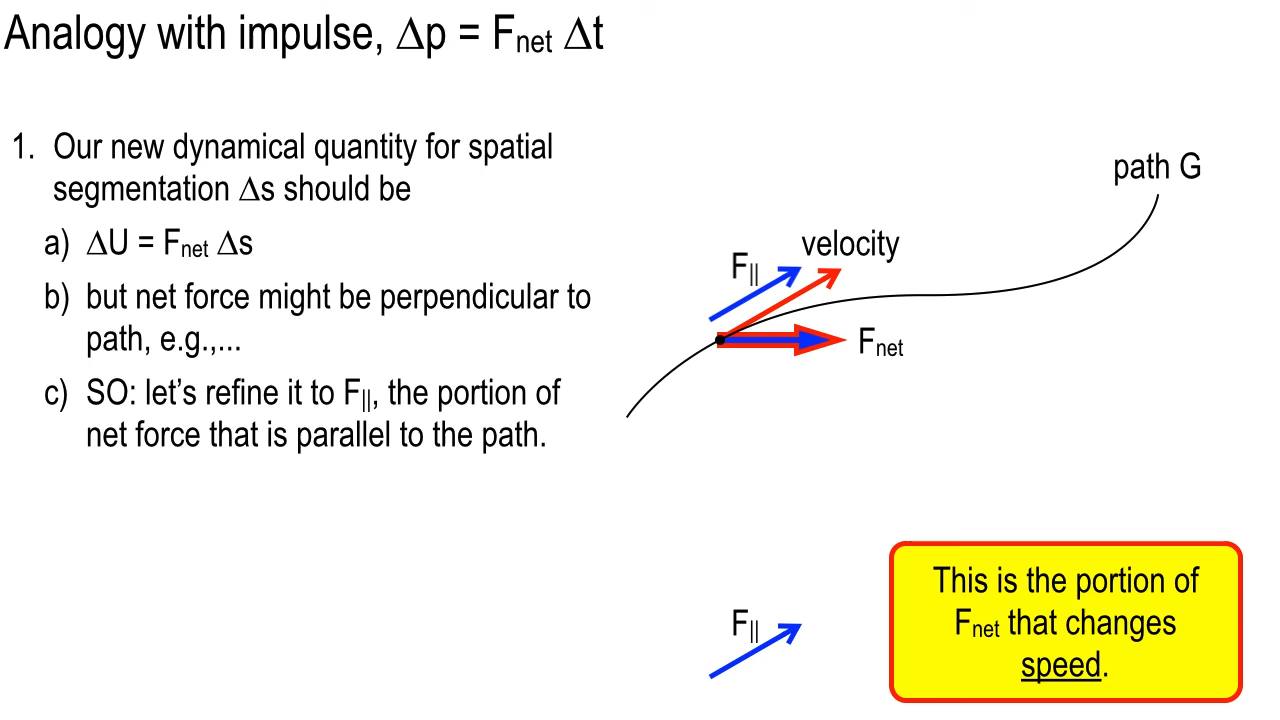 Analogy with impulse, Δp = Fnet Δt
1. Our new dynamical quantity for spatial
segmentation Δs should be
a) ΔU = Fnet Δs
b) but net force might be perpendicular to
path, e.g.,...
c) SO: let’s refine it to F||, the portion of
net force that is parallel to the path.
path G
velocity
F||
Fnet
F||
This is the portion of
Fnet that changes
speed.